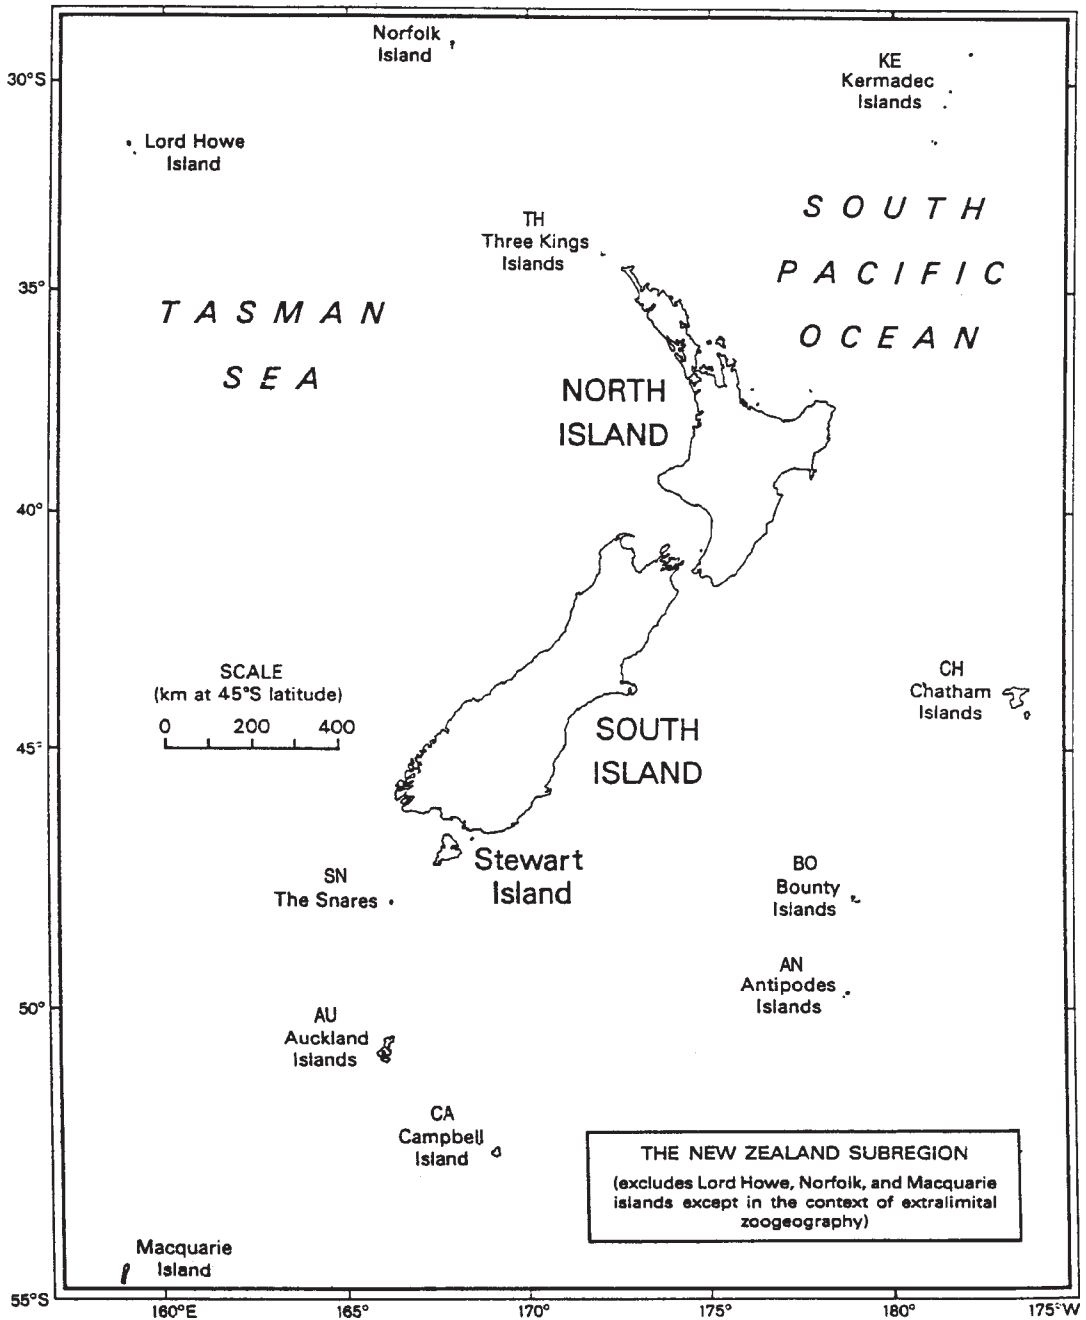 Norfolk
Island
KE
Kermadec
Islands
30°S
Lord Howe
Island
SOUTH
PACIFIC
OCEAN
TH
Three Kings
Islands
35°
TASMAN
SEA
NORTH
ISLAND
40°
SCALE
(km at 45°S latitude)
0 200 400
CH
Chatham
Islands
45°
SOUTH
ISLAND
Stewart
Island
SN
The Snares
BO
Bounty
Islands
AN
Antipodes
Islands
50°
AU
Auckland
Islands
CA
Campbell
Island
THE NEW ZEALAND SUBREGION
(excludes Lord Howe, Norfolk, and Macquarie
islands except in the context of extralimital
zoogeography)
Macquarie
Island
55°S
160°E 165° 170° 175° 180° 175°W